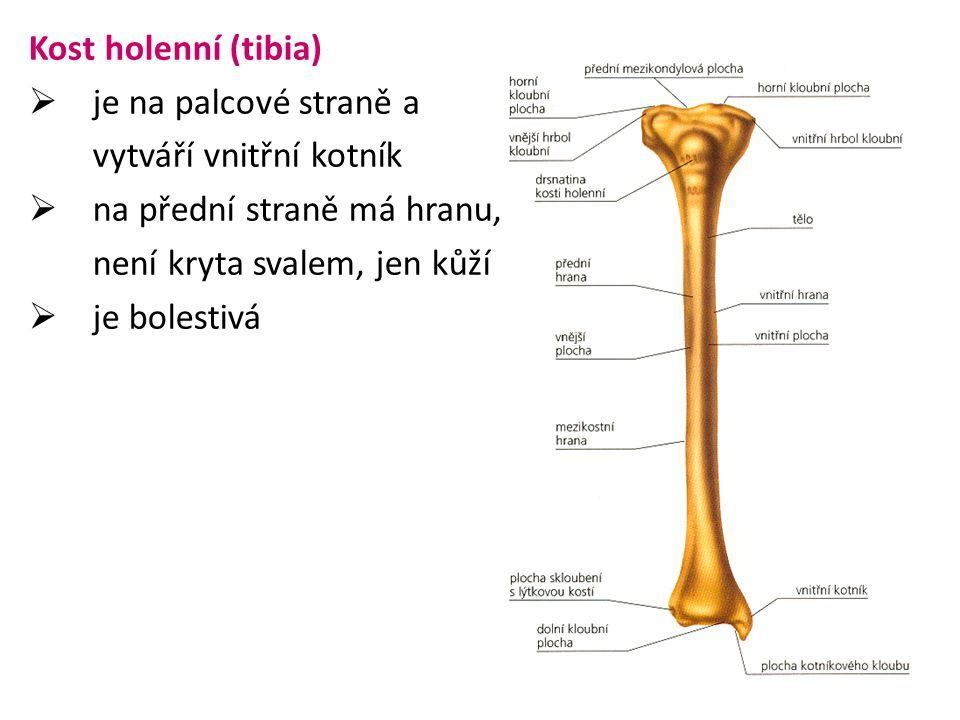 Kost holenní (tibia)
➢ je na palcové straně a
vytváří vnitřní kotník
➢ na přední straně má hranu,
není kryta svalem, jen kůží
➢ je bolestivá
přední mezikondylová plocha
horní
kloubní
plocha
horní kloubní plocha
vnější hrbol
kloubní
vnitřní hrbol kloubní
drsnatina
kosti holenní
tělo
přední
hrana
vnitřní hrana
vnější
plocha
vnitřní plocha
mezikostní
hrana
plocha skloubení
s lýtkovou kostí
vnitřní kotník
dolní kloubní
plocha
plocha kotníkového kloubu